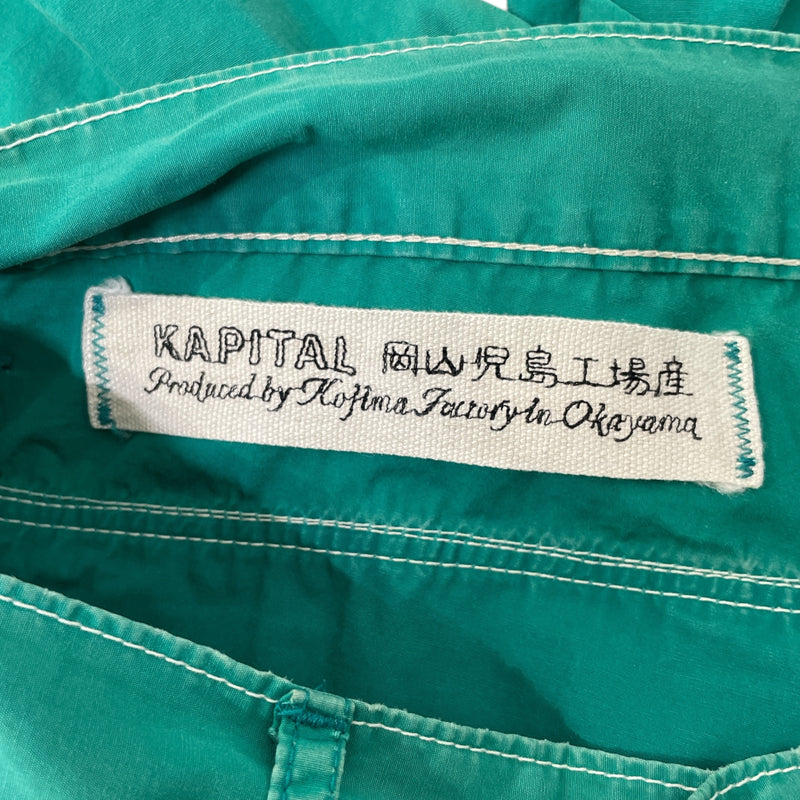 KAPITAL 岡山児島工場産
Produced by Kojima Factory In Okayama